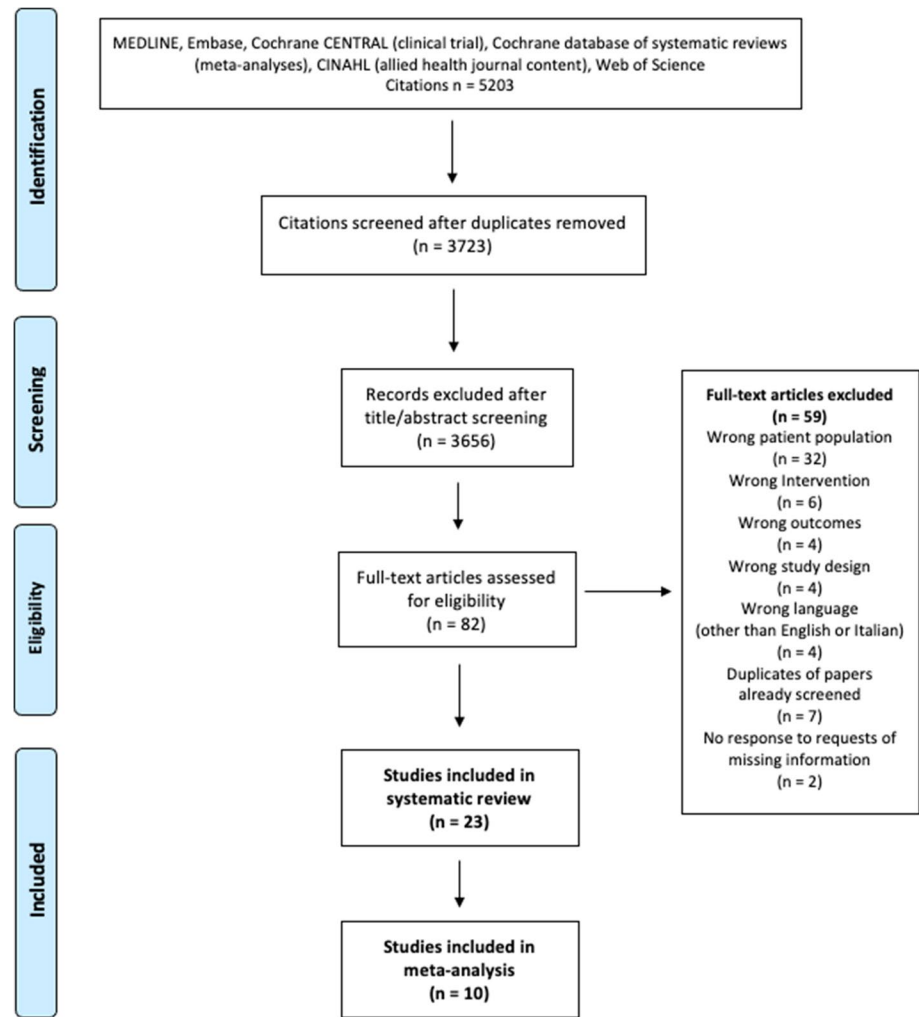 Identification
MEDLINE, Embase, Cochrane CENTRAL (clinical trial), Cochrane database of systematic reviews
(meta-analyses), CINAHL (allied health journal content), Web of Science
Citations n = 5203
Citations screened after duplicates removed
(n = 3723)
Screening
Records excluded after
title/abstract screening
(n = 3656)
Eligibility
Full-text articles assessed
for eligibility
(n = 82)
Full-text articles excluded
(n = 59)
Wrong patient population
(n = 32)
Wrong Intervention
(n = 6)
Wrong outcomes
(n = 4)
Wrong study design
(n = 4)
Wrong language
(other than English or Italian)
(n = 4)
Duplicates of papers
already screened
(n = 7)
No response to requests of
missing information
(n = 2)
Included
Studies included in
systematic review
(n = 23)
Studies included in
meta-analysis
(n = 10)